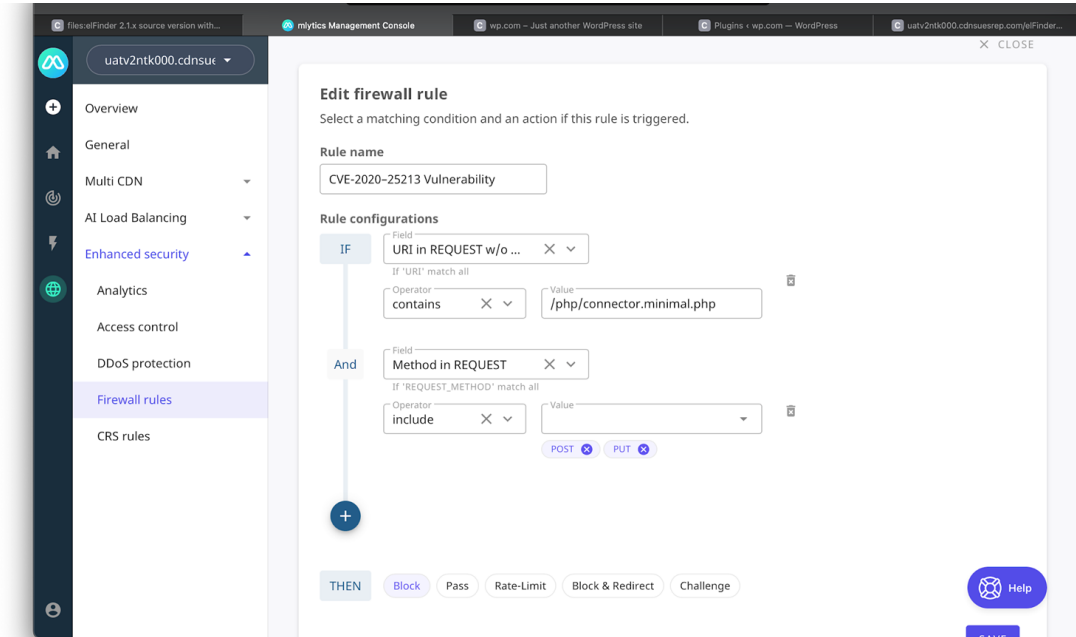 files:elFinder 2.1.x source version with...
mlytics Management Console
wp.com – Just another WordPress site
Plugins ‹ wp.com — WordPress
uatv2ntk000.cdnsuesrep.com/elFinder...
uatv2ntk000.cdnsue
CLOSE
Overview
General
Multi CDN
AI Load Balancing
Enhanced security
Analytics
Access control
DDoS protection
Firewall rules
CRS rules
Edit firewall rule
Select a matching condition and an action if this rule is triggered.
Rule name
CVE-2020–25213 Vulnerability
Rule configurations
IF
Field
URI in REQUEST w/o ...
If 'URI' match all
Operator
contains
Value
/php/connector.minimal.php
And
Field
Method in REQUEST
If 'REQUEST_METHOD' match all
Operator
include
Value
POST
PUT
THEN
Block
Pass
Rate-Limit
Block & Redirect
Challenge
Help
SAVE